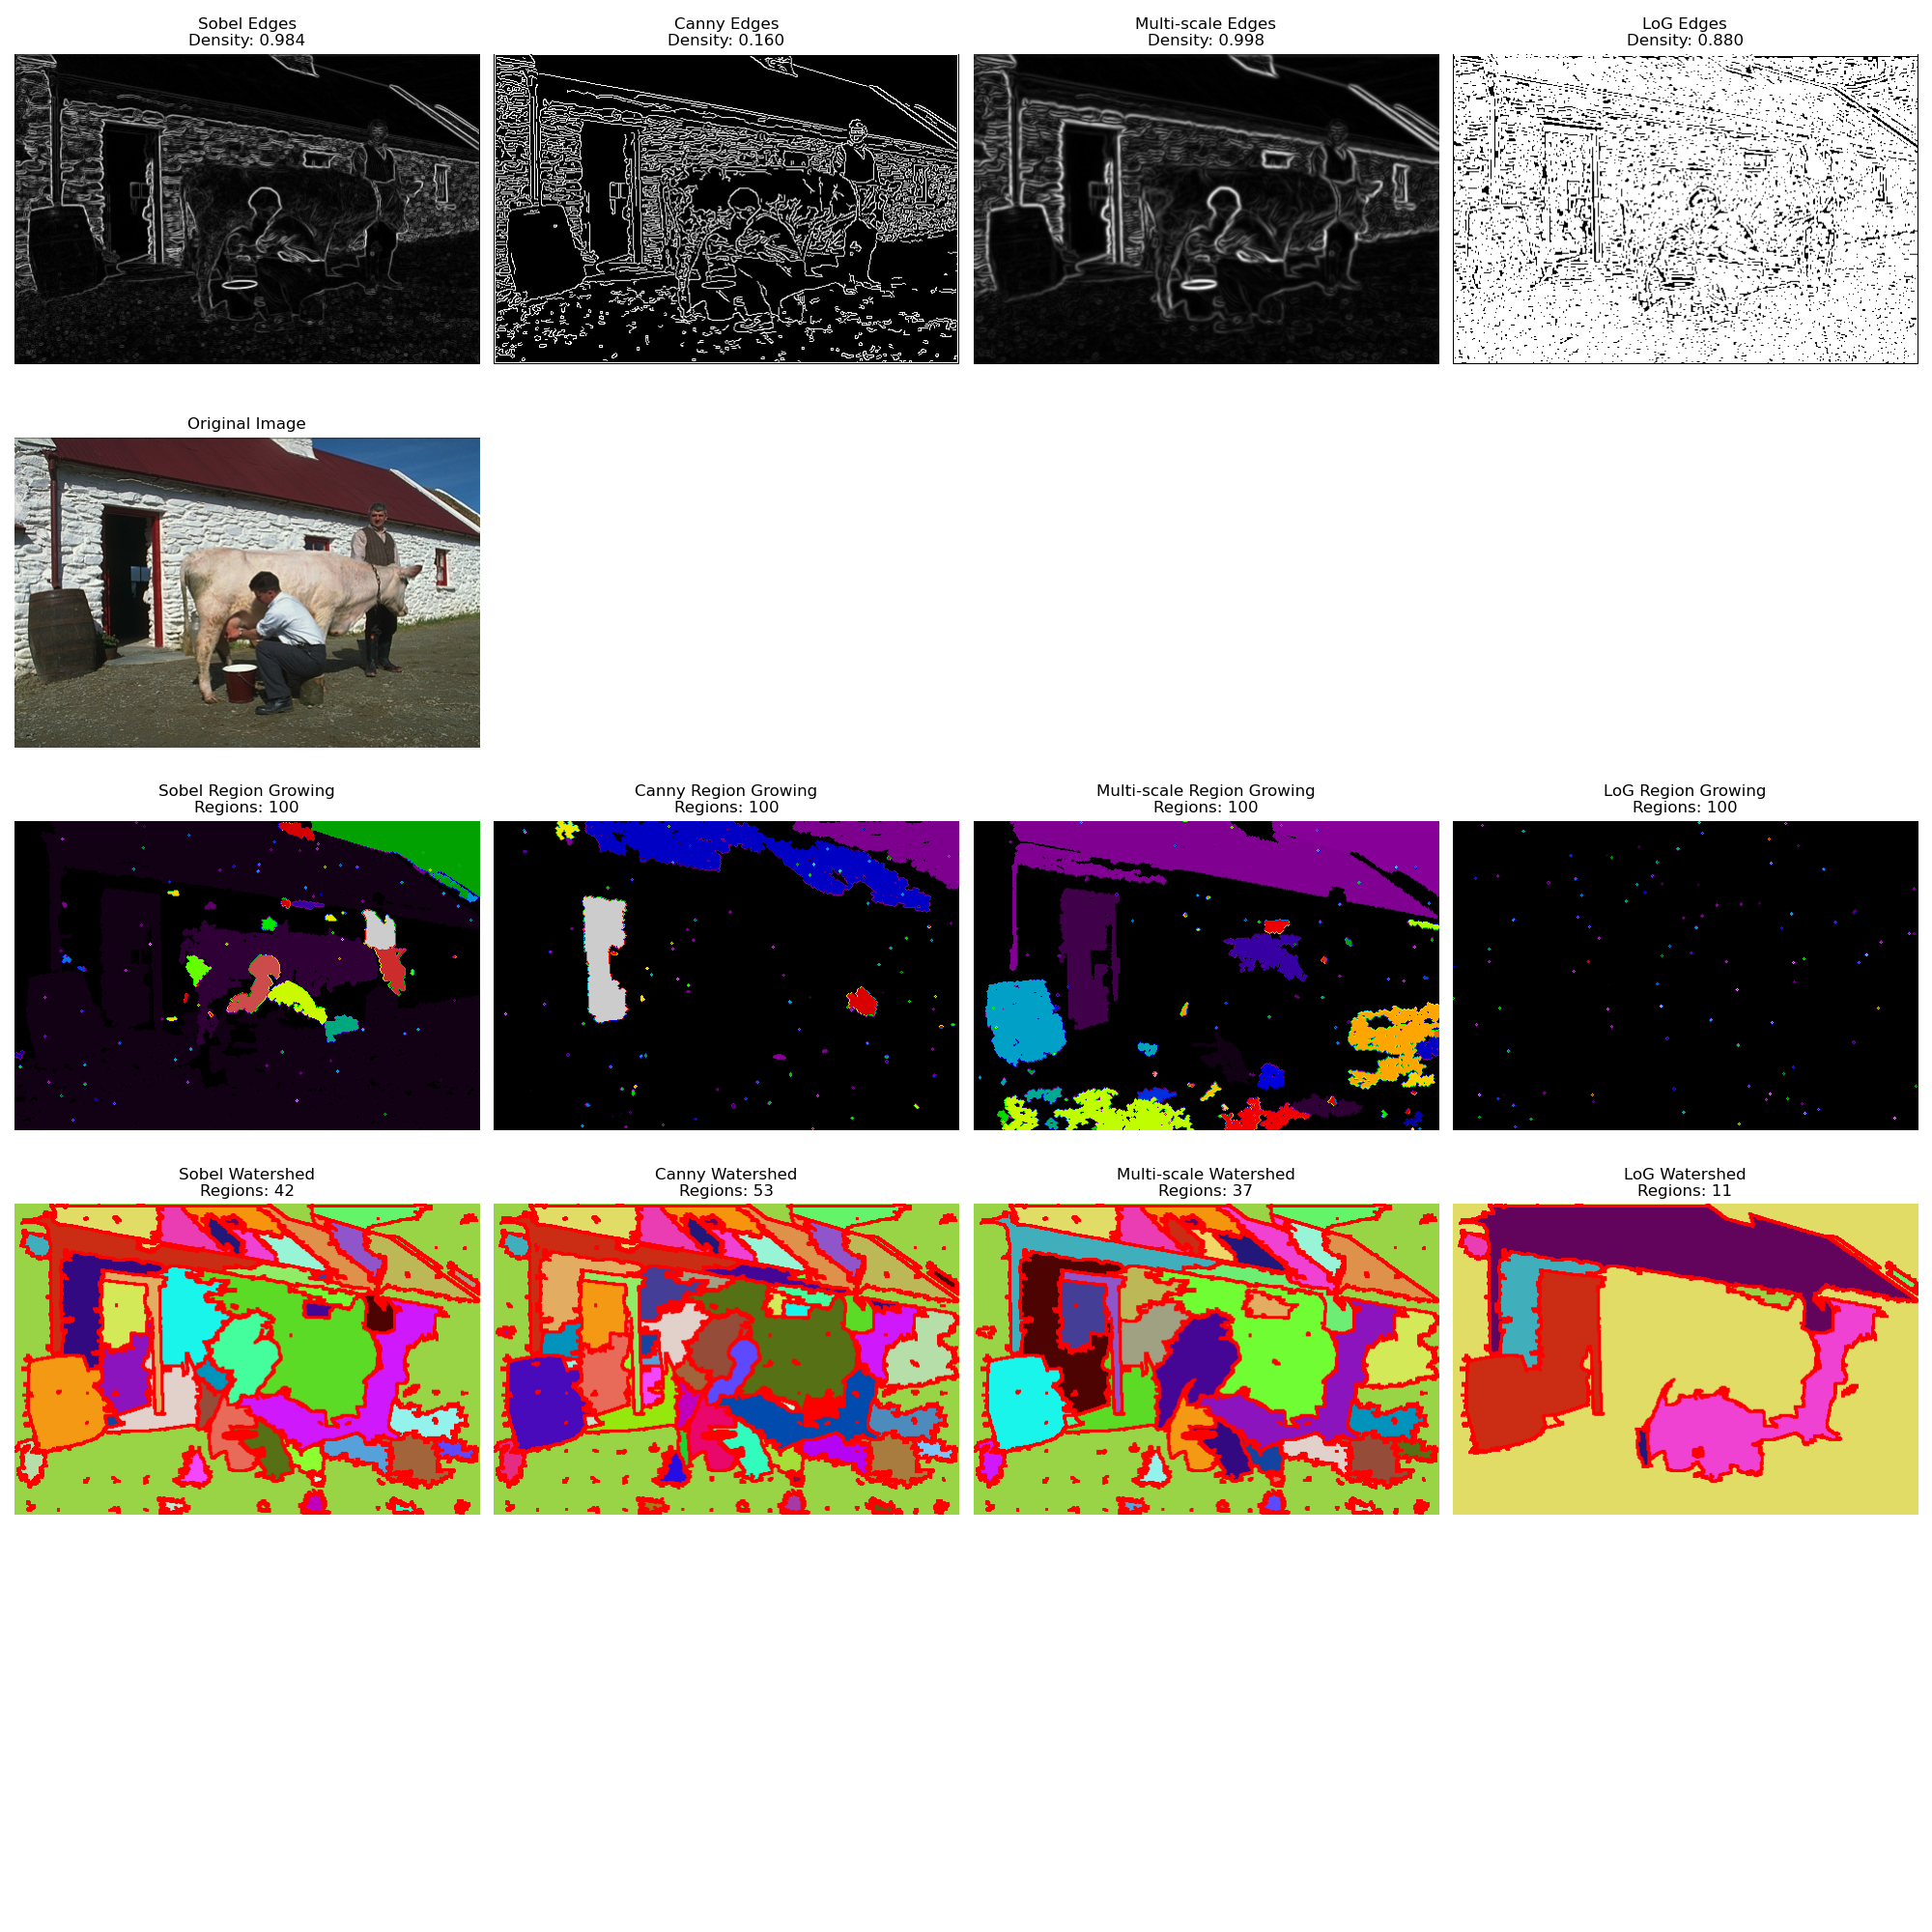 Sobel Edges
Density: 0.984
Canny Edges
Density: 0.160
Multi-scale Edges
Density: 0.998
LoG Edges
Density: 0.880
Original Image
Sobel Region Growing
Regions: 100
Canny Region Growing
Regions: 100
Multi-scale Region Growing
Regions: 100
LoG Region Growing
Regions: 100
Sobel Watershed
Regions: 42
Canny Watershed
Regions: 53
Multi-scale Watershed
Regions: 37
LoG Watershed
Regions: 11